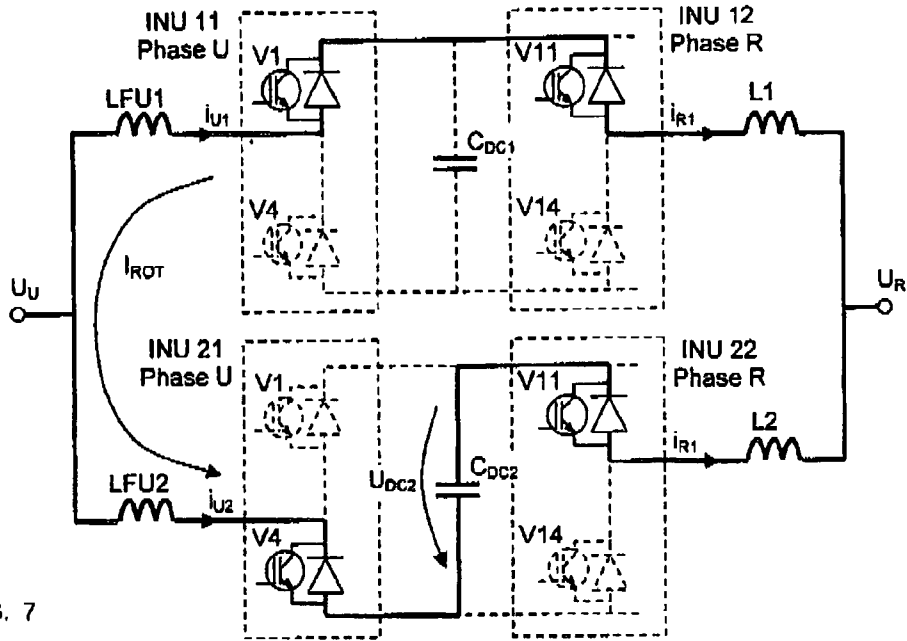 INU 11
Phase U
INU 12
Phase R
V1
V11
LFU1
iU1
CDC1
iR1
L1
V4
V14
IROT
UU
UR
INU 21
Phase U
INU 22
Phase R
V1
V11
UDC2
CDC2
iR1
L2
LFU2
iU2
V4
V14
. 7